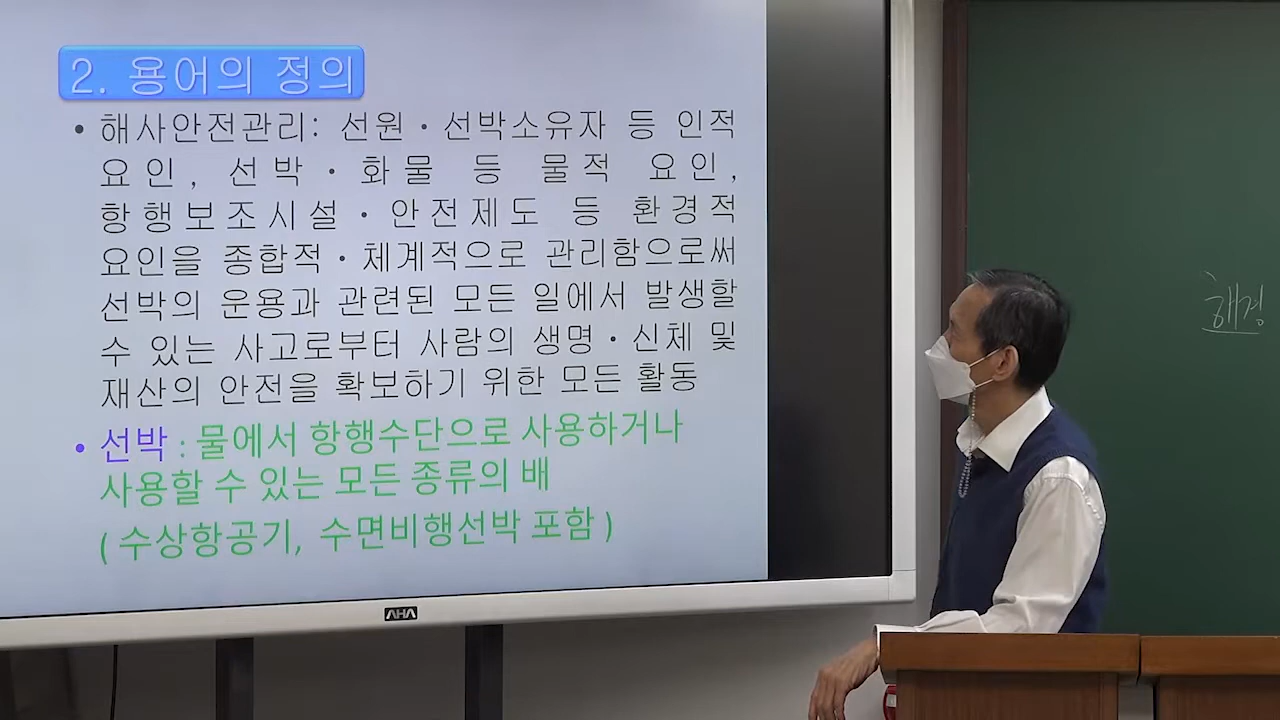 2. 용어의 정의
• 해사안전관리: 선원·선박소유자 등 인적
요인, 선박·화물 등 물적 요인,
항행보조시설·안전제도 등 환경적
요인을 종합적·체계적으로 관리함으로써
선박의 운용과 관련된 모든 일에서 발생할
수 있는 사고로부터 사람의 생명·신체 및
재산의 안전을 확보하기 위한 모든 활동
• 선박 : 물에서 항행수단으로 사용하거나
사용할 수 있는 모든 종류의 배
( 수상항공기, 수면비행선박 포함 )
AHA
해경